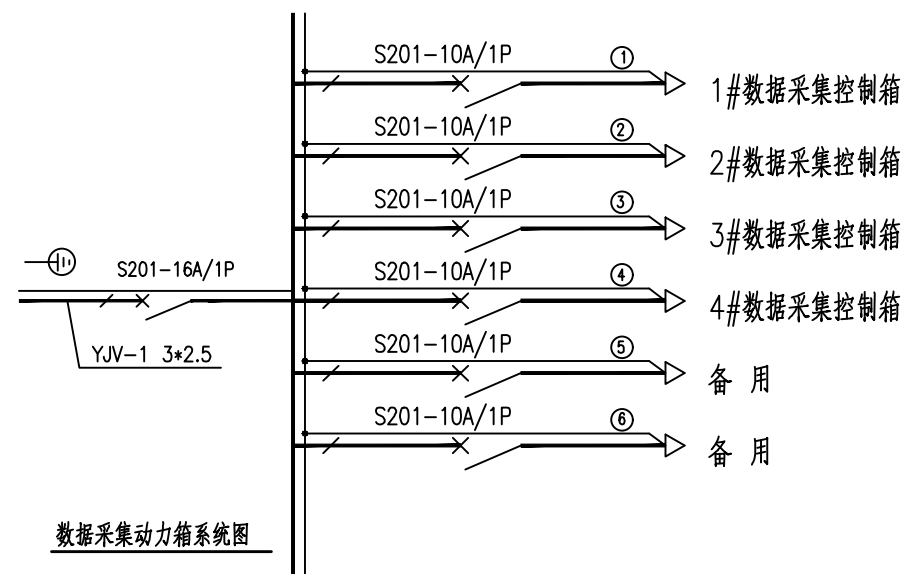 S201-10A/1P ①
1#数据采集控制箱
S201-10A/1P ②
2#数据采集控制箱
S201-10A/1P ③
3#数据采集控制箱
S201-16A/1P
S201-10A/1P ④
4#数据采集控制箱
YJV-1 3*2.5
S201-10A/1P ⑤
备 用
S201-10A/1P ⑥
备 用
数据采集动力箱系统图